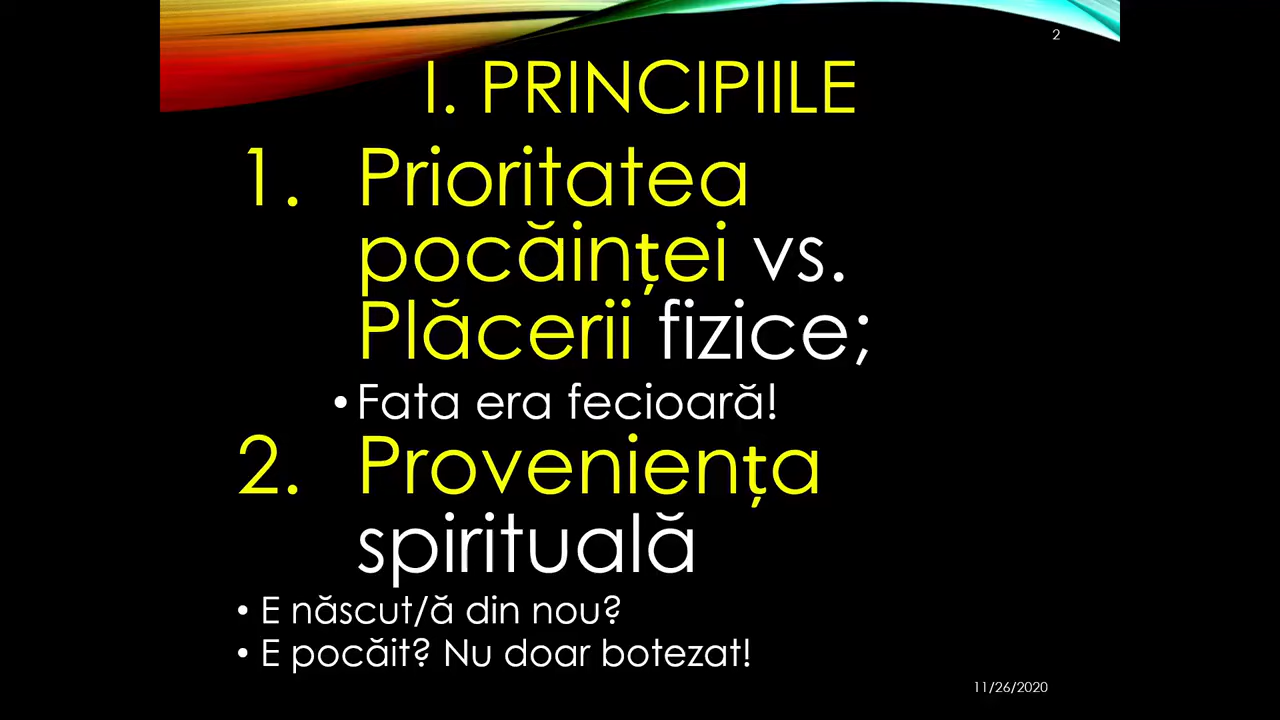 2
I. PRINCIPIILE
1. Prioritatea
pocăinței vs.
Plăcerii fizice;
• Fata era fecioară!
2. Proveniența
spirituală
• E născut/ă din nou?
• E pocăit? Nu doar botezat!
11/26/2020